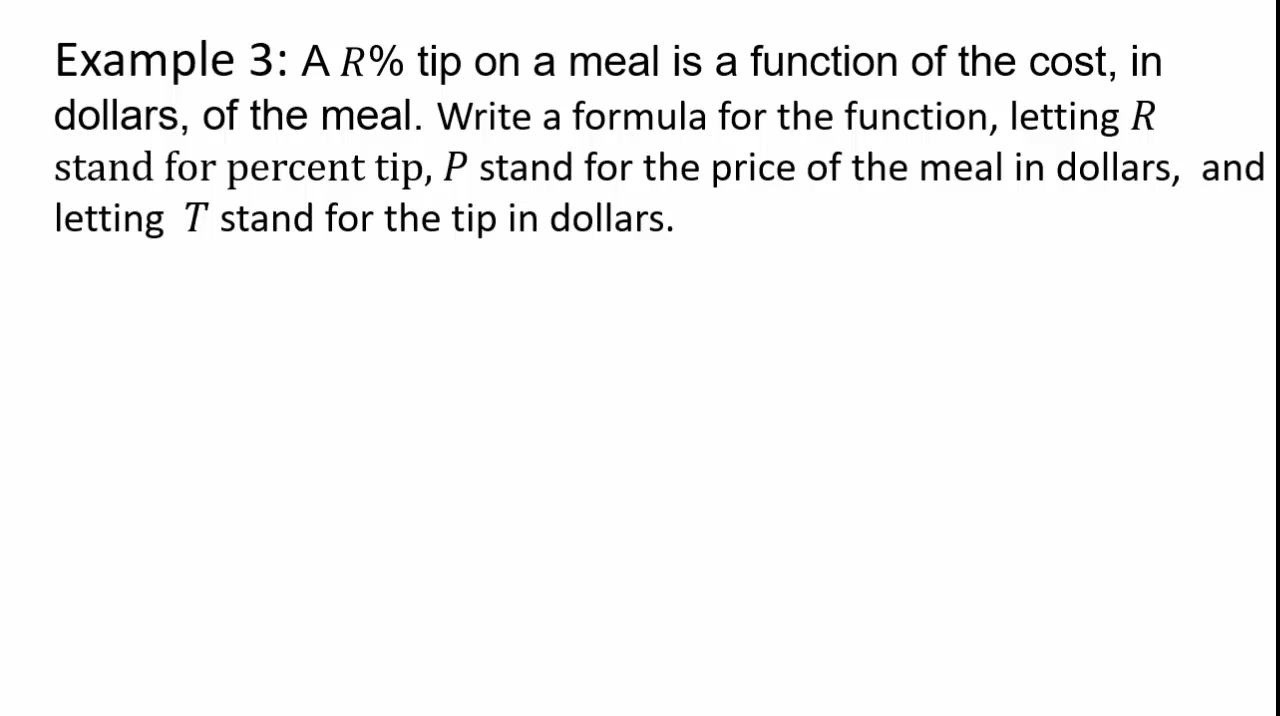 Example 3: A R% tip on a meal is a function of the cost, in
dollars, of the meal. Write a formula for the function, letting R
stand for percent tip, P stand for the price of the meal in dollars, and
letting T stand for the tip in dollars.